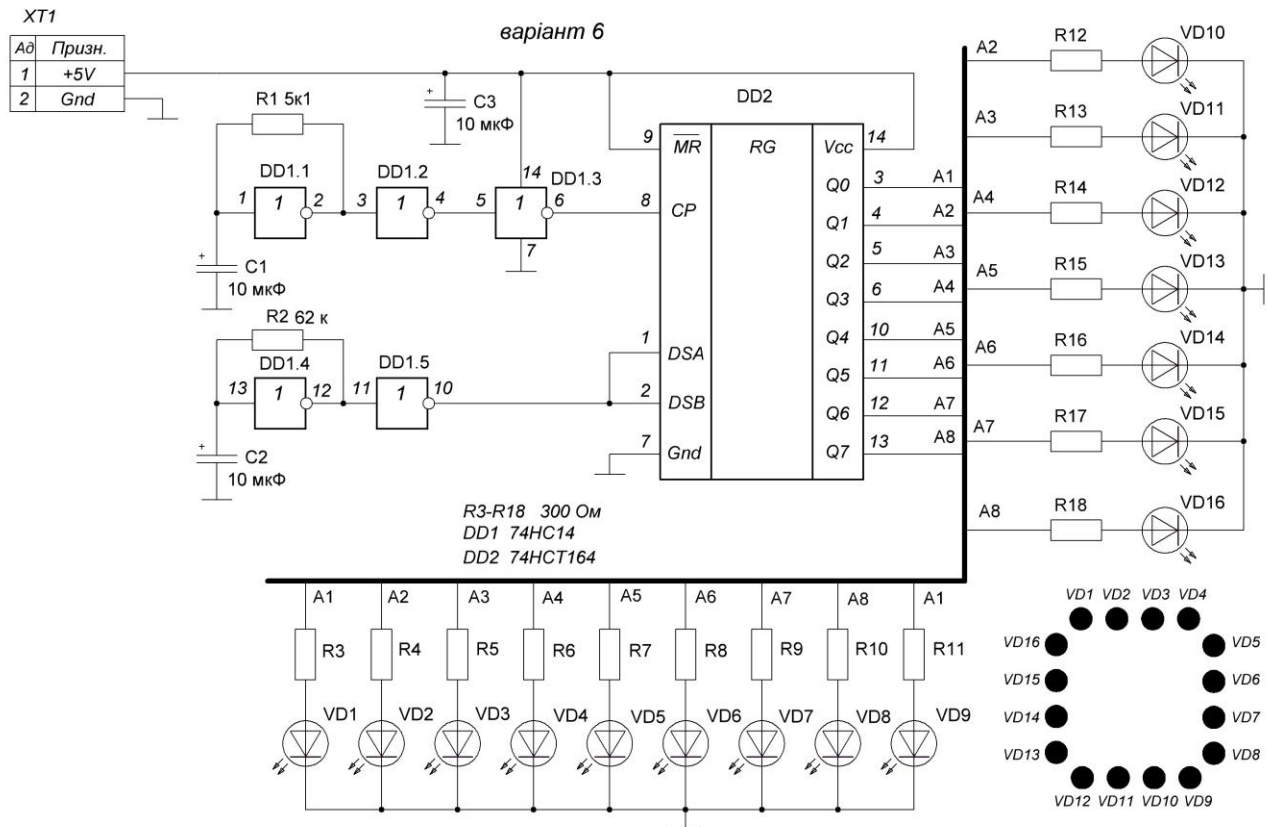 XT1
варіант 6
Ад Призн.
1 +5V
2 Gnd
R1 5к1
C3
10 мкФ
DD1.1
1 1 2
DD1.2
3 1 4
14
DD1.3
5 1 6
7
C1
10 мкФ
R2 62 к
DD1.4
13 1 12
DD1.5
11 1 10
C2
10 мкФ
DD2
9 MR RG Vcc 14
8 CP
1 DSA
2 DSB
7 Gnd
Q0 3 A1
Q1 4 A2
Q2 5 A3
Q3 6 A4
Q4 10 A5
Q5 11 A6
Q6 12 A7
Q7 13 A8
A2 R12 VD10
A3 R13 VD11
A4 R14 VD12
A5 R15 VD13
A6 R16 VD14
A7 R17 VD15
A8 R18 VD16
R3-R18 300 Ом
DD1 74HC14
DD2 74HCT164
A1 A2 A3 A4 A5 A6 A7 A8 A1
R3 R4 R5 R6 R7 R8 R9 R10 R11
VD1 VD2 VD3 VD4 VD5 VD6 VD7 VD8 VD9
VD1 VD2 VD3 VD4
VD16 VD5
VD15 VD6
VD14 VD7
VD13 VD8
VD12 VD11 VD10 VD9